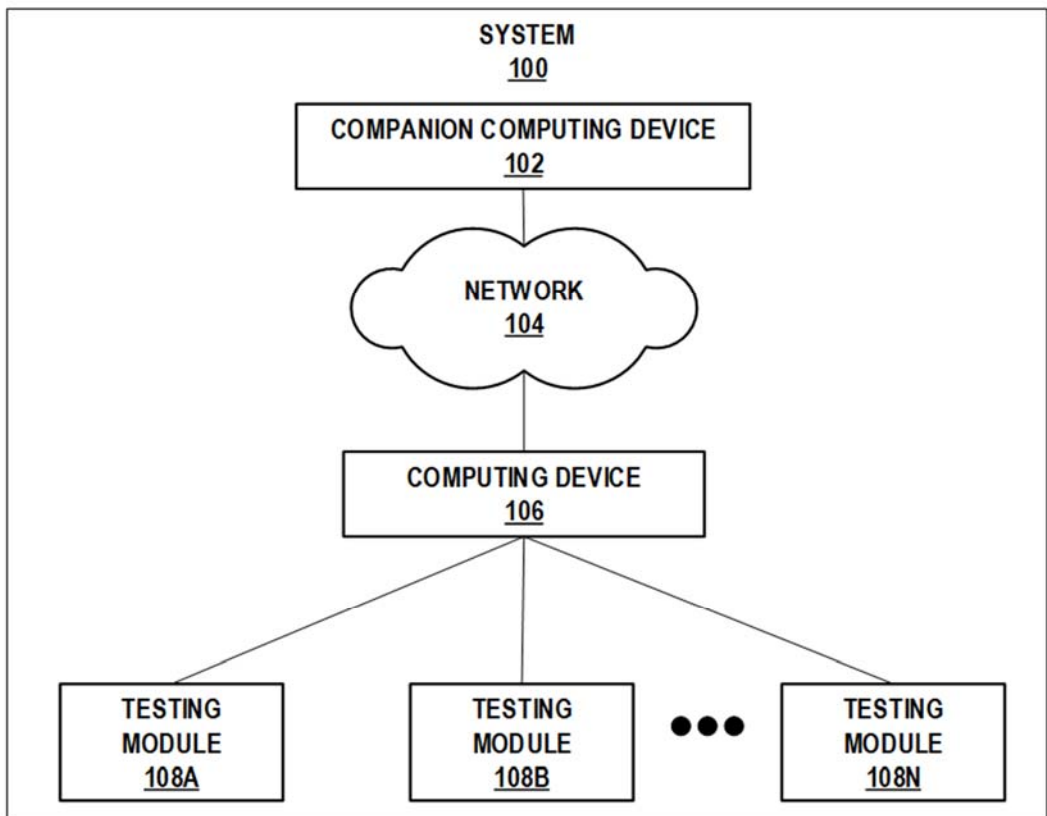 SYSTEM
100
COMPANION COMPUTING DEVICE
102
NETWORK
104
COMPUTING DEVICE
106
TESTING
MODULE
108A
TESTING
MODULE
108B
TESTING
MODULE
108N